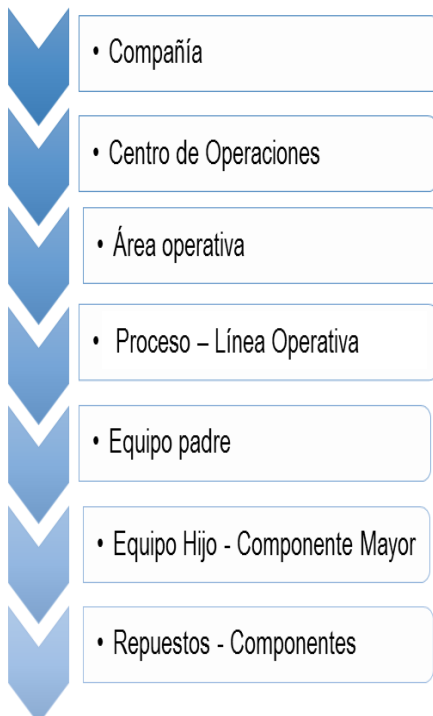 • Compañía
• Centro de Operaciones
• Área operativa
• Proceso – Línea Operativa
• Equipo padre
• Equipo Hijo - Componente Mayor
• Repuestos - Componentes